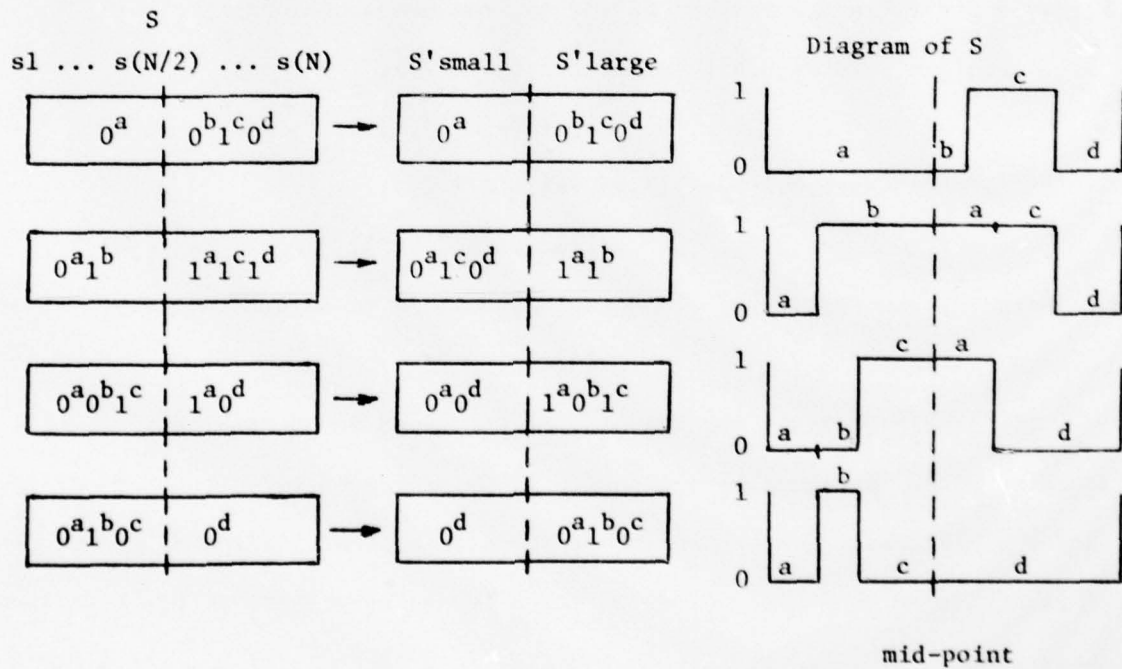 S
s1 ... s(N/2) ... s(N) S'small S'large Diagram of S
0^a 0^b1^c0^d 0^a 0^b1^c0^d 1 0 a b c d
0^a1^b 1^a1^c1^d 0^a1^c0^d 1^a1^b 1 0 a b a c d
0^a0^b1^c 1^a0^d 0^a0^d 1^a0^b1^c 1 0 a b c a d
0^a1^b0^c 0^d 0^d 0^a1^b0^c 1 0 a b c d
mid-point